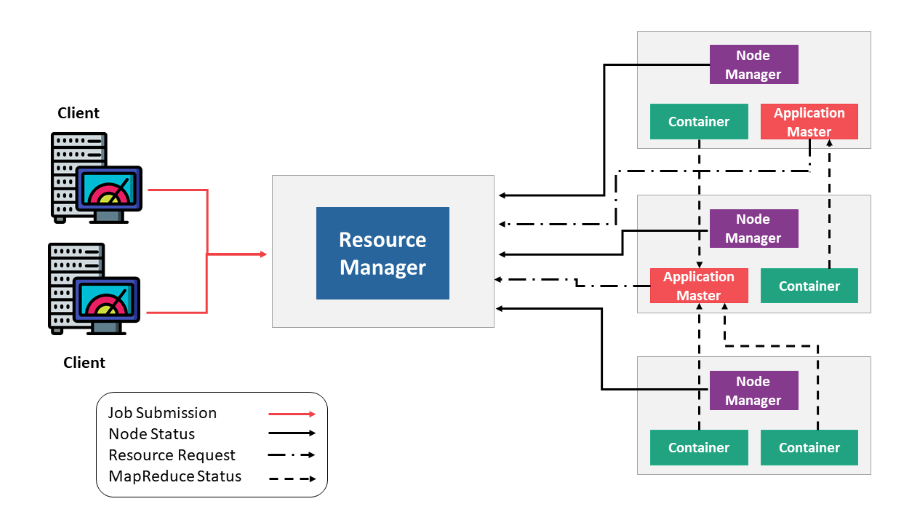 Client
Client
Job Submission
Node Status
Resource Request
MapReduce Status
Resource
Manager
Node
Manager
Container
Application
Master
Node
Manager
Application
Master
Container
Node
Manager
Container
Container